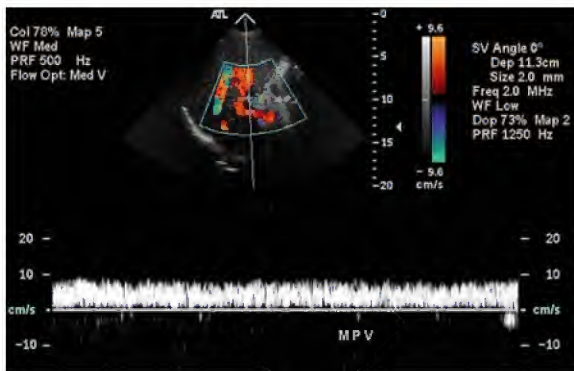 Col 78% Map 5
WF Med
PRF 500 Hz
Flow Opt: Med V
ATL
0
5
10
15
20
+ 9.6
- 9.6
cm/s
SV Angle 0°
Dep 11.3cm
Size 2.0 mm
Freq 2.0 MHz
WF Low
Dop 73% Map 2
PRF 1250 Hz
20 20
10 10
cm/s cm/s
-10 -10
MPV